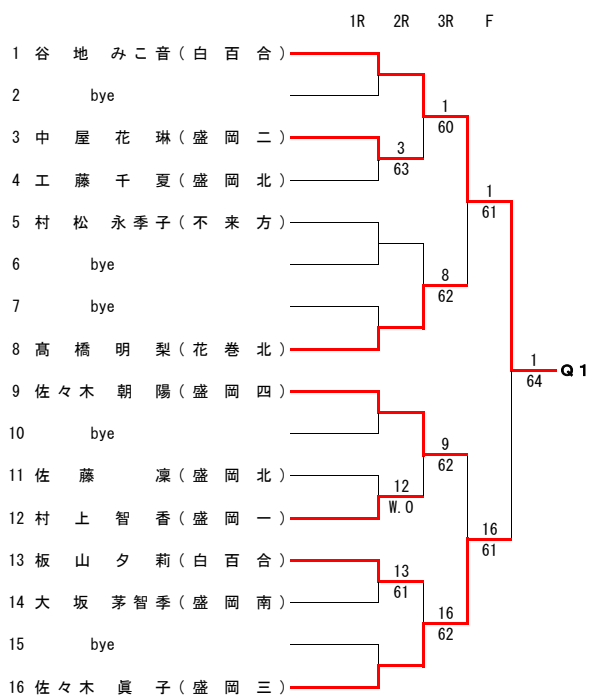 1R 2R 3R F
1 谷 地 みこ音(白 百 合)
2 bye
1
60
3 中 屋 花 琳(盛 岡 二)
3
63
4 工 藤 千 夏(盛 岡 北)
1
61
5 村 松 永季子(不 来 方)
6 bye
8
62
7 bye
8 髙 橋 明 梨(花 巻 北)
1
64
Q1
9 佐々木 朝 陽(盛 岡 四)
10 bye
9
62
11 佐 藤 凜(盛 岡 北)
12
W.O
12 村 上 智 香(盛 岡 一)
16
61
13 板 山 夕 莉(白 百 合)
13
61
14 大 坂 茅智季(盛 岡 南)
16
62
15 bye
16 佐々木 眞 子(盛 岡 三)